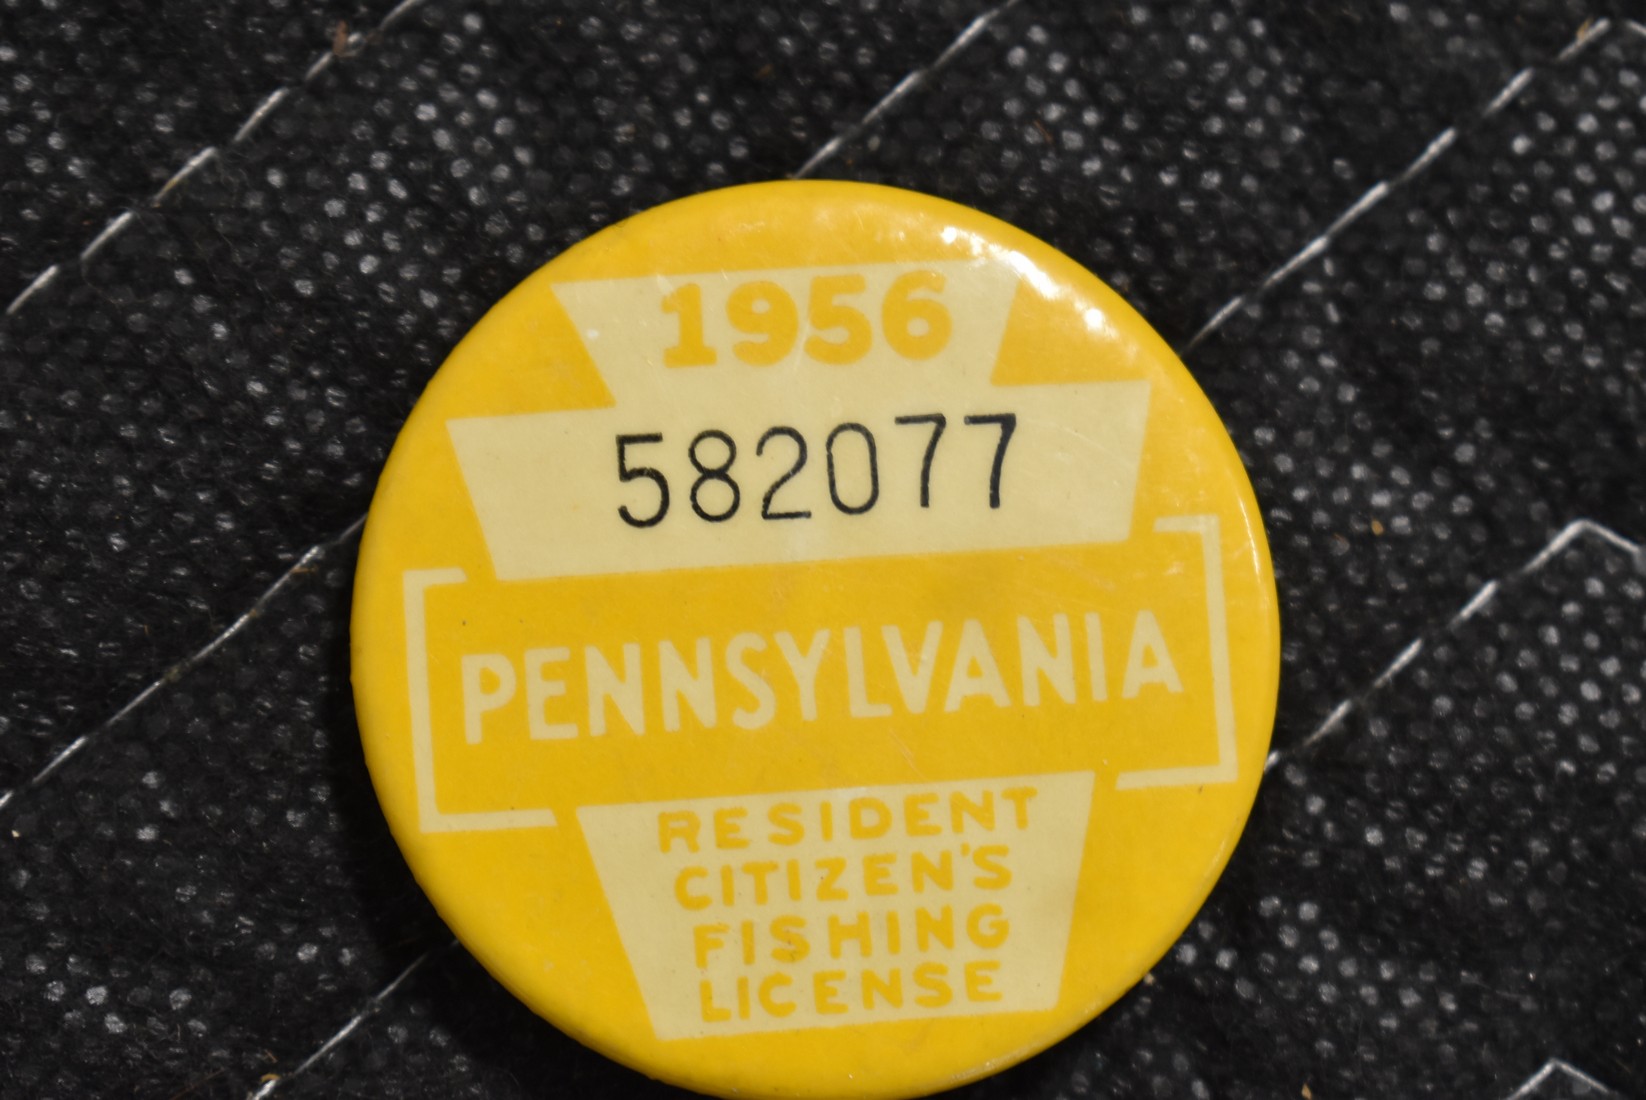 1956
582077
PENNSYLVANIA
RESIDENT
CITIZEN'S
FISHING
LICENSE